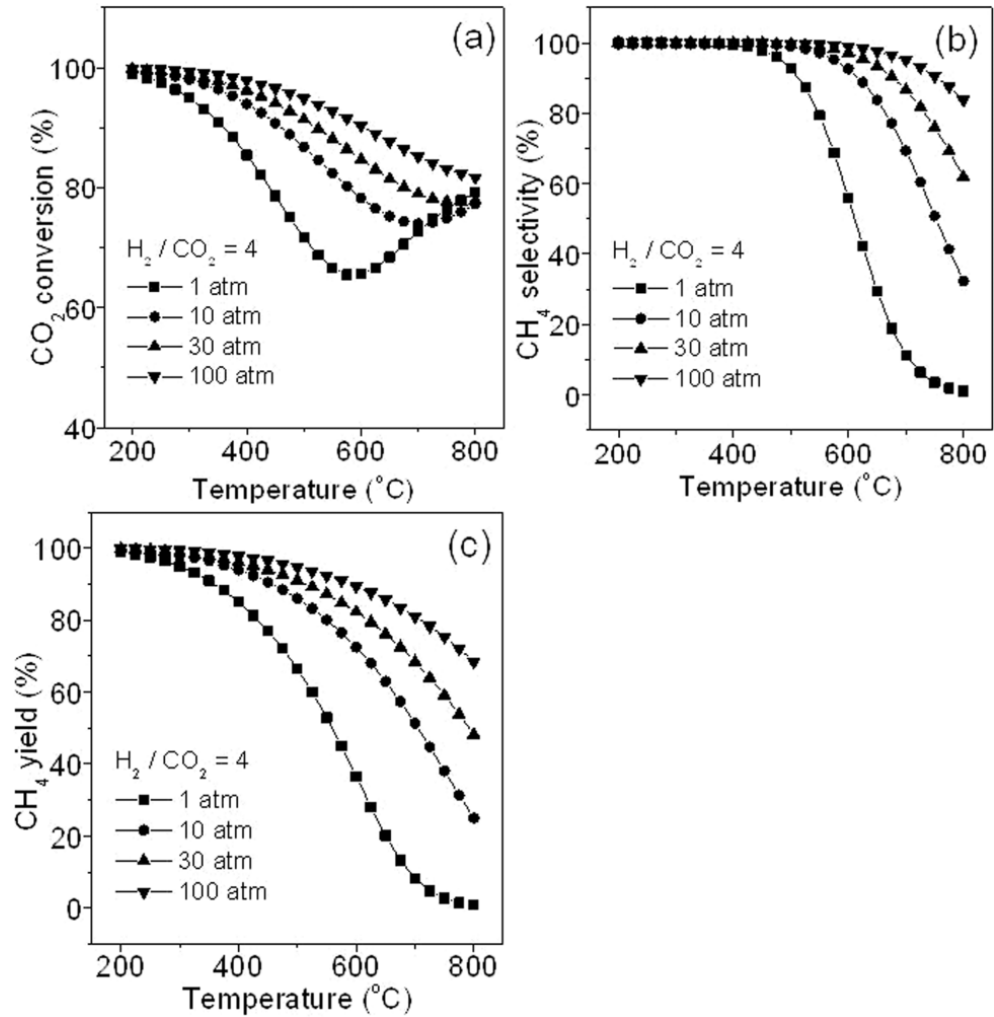 (a)
100
80
60
40
CO₂ conversion (%)
H₂ / CO₂ = 4
1 atm
10 atm
30 atm
100 atm
200 400 600 800
Temperature (°C)
(b)
100
80
60
40
20
0
CH₄ selectivity (%)
H₂ / CO₂ = 4
1 atm
10 atm
30 atm
100 atm
200 400 600 800
Temperature (°C)
(c)
100
80
60
40
20
0
CH₄ yield (%)
H₂ / CO₂ = 4
1 atm
10 atm
30 atm
100 atm
200 400 600 800
Temperature (°C)